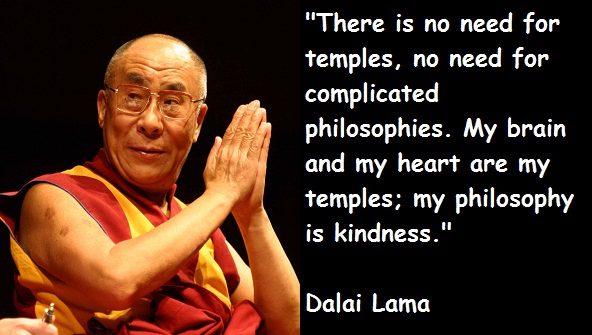 "There is no need for
temples, no need for
complicated
philosophies. My brain
and my heart are my
temples; my philosophy
is kindness."
Dalai Lama